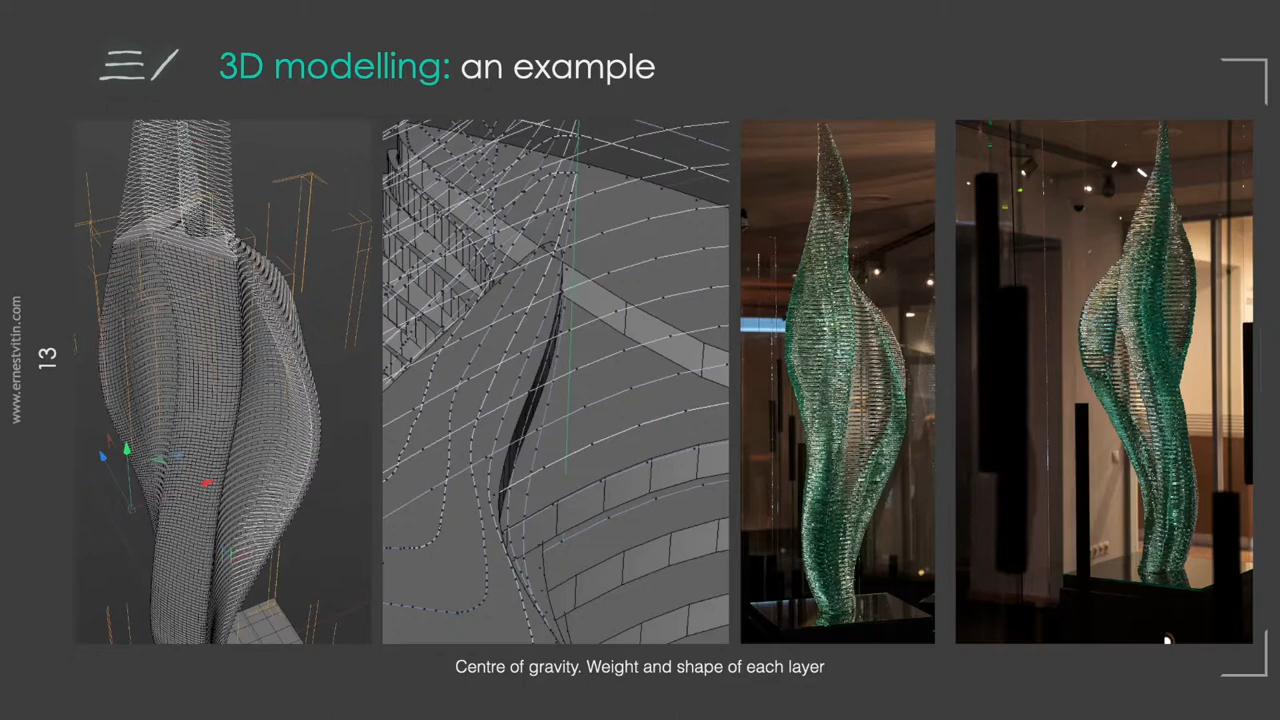 3D modelling: an example
www.ernestvitin.com
13
Centre of gravity. Weight and shape of each layer